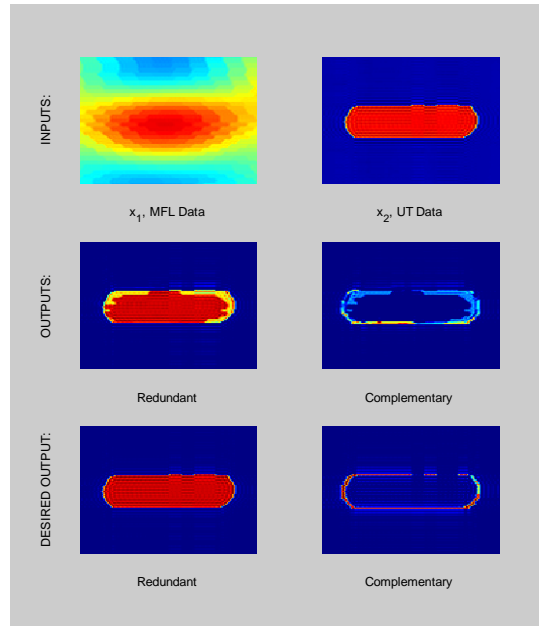 INPUTS:
x1, MFL Data
x2, UT Data
OUTPUTS:
Redundant
Complementary
DESIRED OUTPUT:
Redundant
Complementary